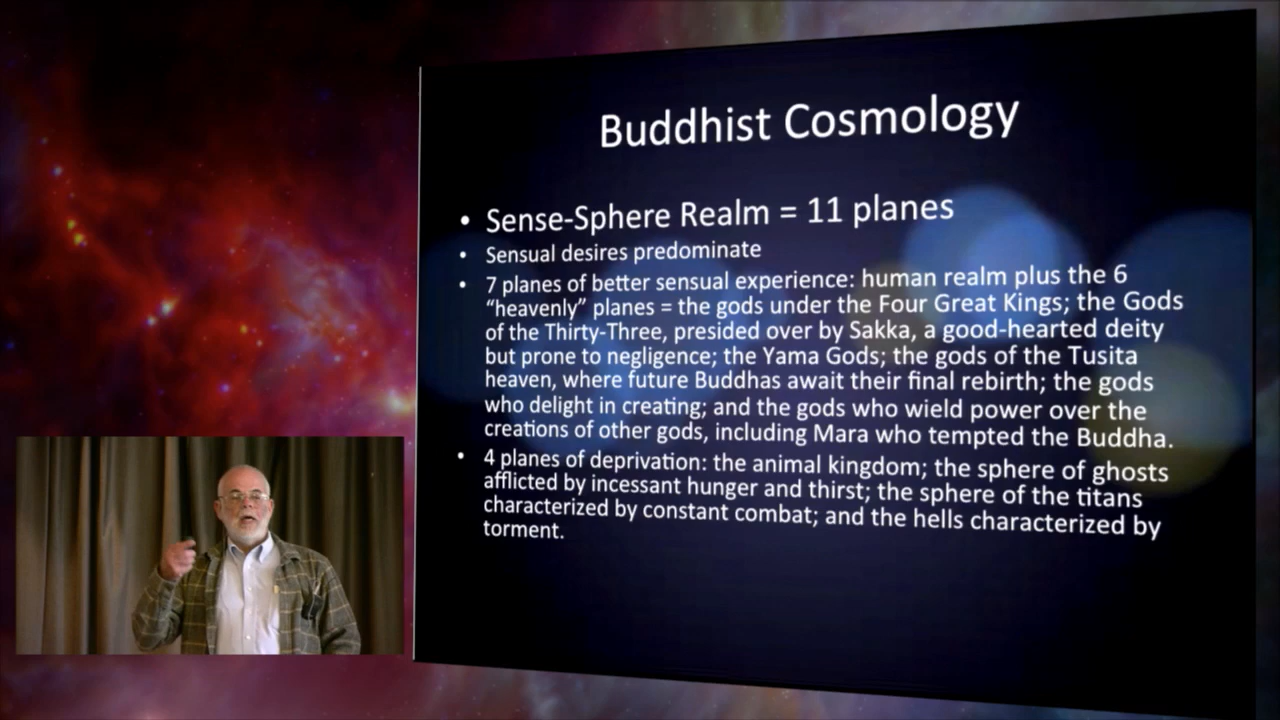 Buddhist Cosmology
• Sense-Sphere Realm = 11 planes
• Sensual desires predominate
• 7 planes of better sensual experience: human realm plus the 6
“heavenly” planes = the gods under the Four Great Kings; the Gods
of the Thirty-Three, presided over by Sakka, a good-hearted deity
but prone to negligence; the Yama Gods; the gods of the Tusita
heaven, where future Buddhas await their final rebirth; the gods
who delight in creating; and the gods who wield power over the
creations of other gods, including Mara who tempted the Buddha.
• 4 planes of deprivation: the animal kingdom; the sphere of ghosts
afflicted by incessant hunger and thirst; the sphere of the titans
characterized by constant combat; and the hells characterized by
torment.